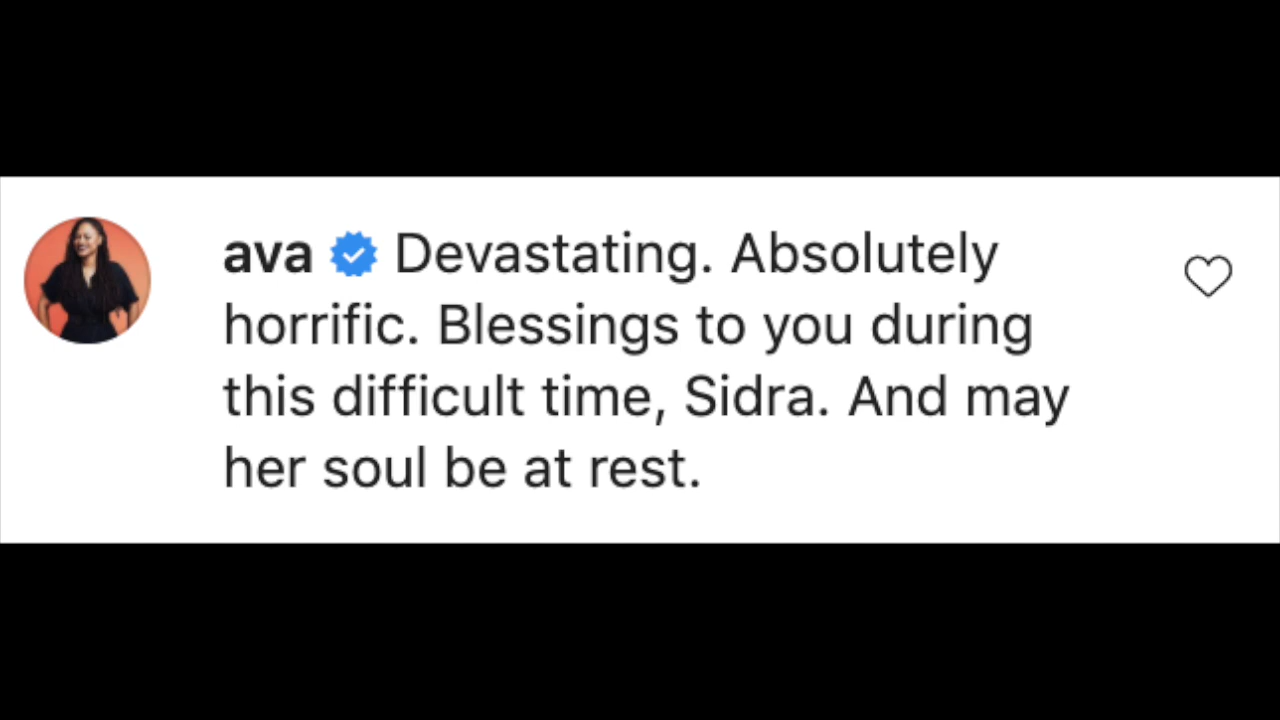 ava Devastating. Absolutely
horrific. Blessings to you during
this difficult time, Sidra. And may
her soul be at rest.